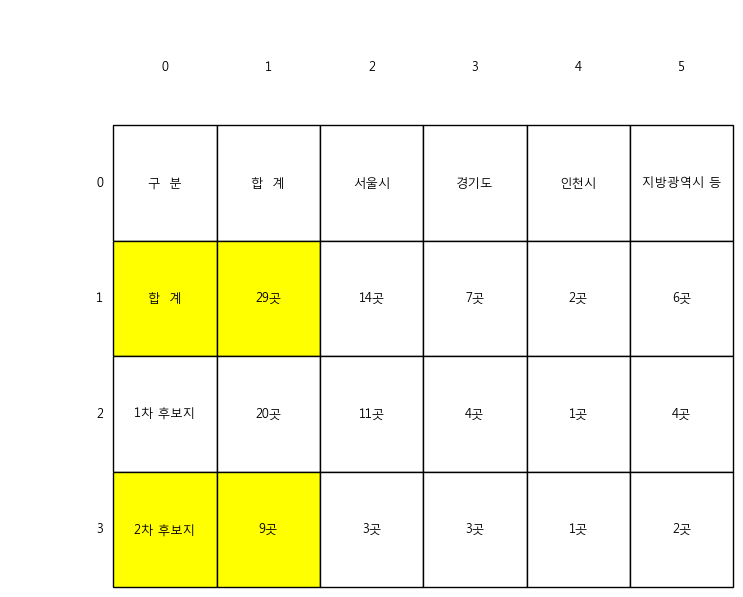 0 1 2 3 4 5
0 구 분 합 계 서울시 경기도 인천시 지방광역시 등
1 합 계 29곳 14곳 7곳 2곳 6곳
2 1차 후보지 20곳 11곳 4곳 1곳 4곳
3 2차 후보지 9곳 3곳 3곳 1곳 2곳